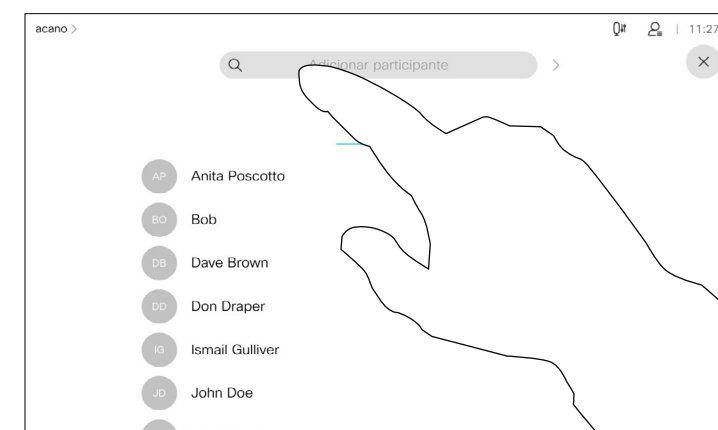 acano >
11:27
Adicionar participante
AP Anita Poscotto
BO Bob
DB Dave Brown
DD Don Draper
IG Ismail Gulliver
JD John Doe